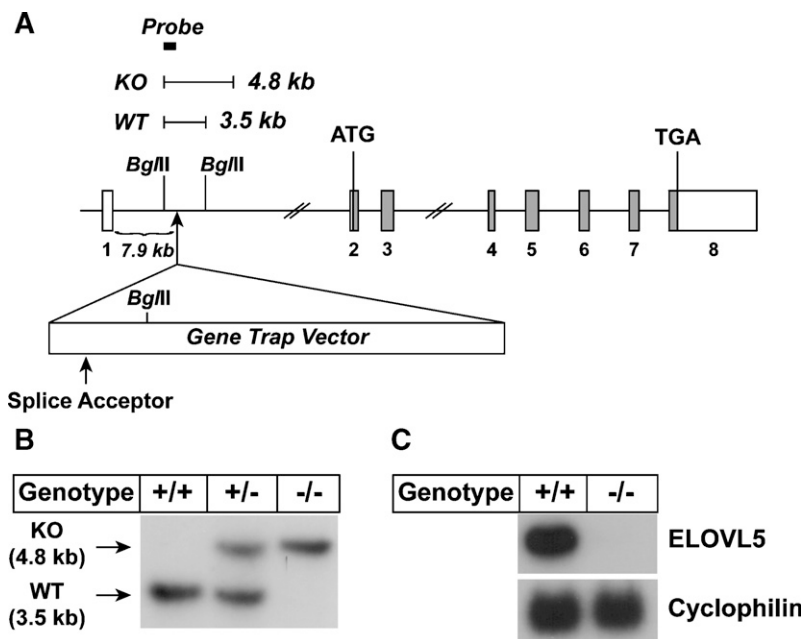 A
Probe
KO 4.8 kb
WT 3.5 kb
ATG TGA
BglII BglII
1 7.9 kb 2 3 4 5 6 7 8
BglII
Gene Trap Vector
Splice Acceptor
B
Genotype +/+ +/- -/-
KO
(4.8 kb)
WT
(3.5 kb)
C
Genotype +/+ -/-
ELOVL5
Cyclophilin